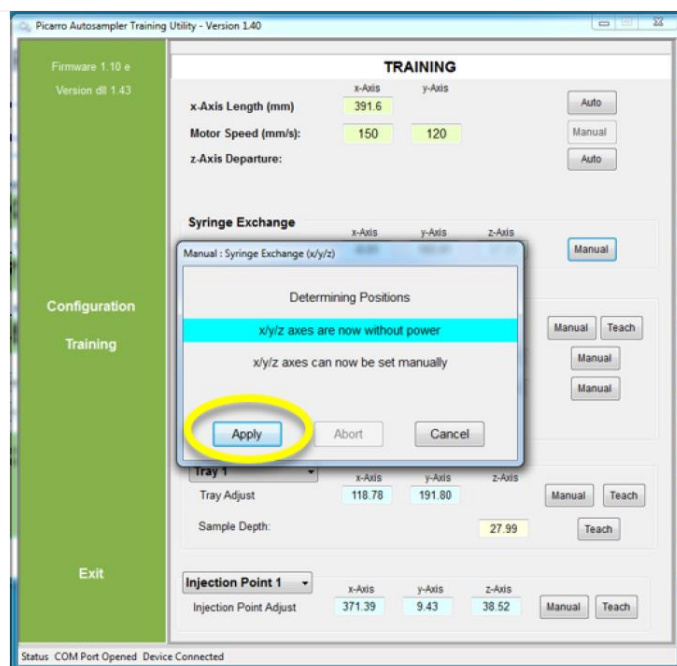 Picarro Autosampler Training Utility - Version 1.40
Firmware 1.10 e
Version dll 1.43
TRAINING
x-Axis y-Axis
x-Axis Length (mm) 391.6 Auto
Motor Speed (mm/s): 150 120 Manual
z-Axis Departure: Auto
Syringe Exchange
x-Axis y-Axis z-Axis
Manual
Manual : Syringe Exchange (x/y/z)
Determining Positions
x/y/z axes are now without power
x/y/z axes can now be set manually
Apply Abort Cancel
Configuration
Training
Manual Teach
Manual
Manual
Tray 1
x-Axis y-Axis z-Axis
Tray Adjust 118.78 191.80 Manual Teach
Sample Depth: 27.99 Teach
Exit
Injection Point 1
x-Axis y-Axis z-Axis
Injection Point Adjust 371.39 9.43 38.52 Manual Teach
Status COM Port Opened Device Connected